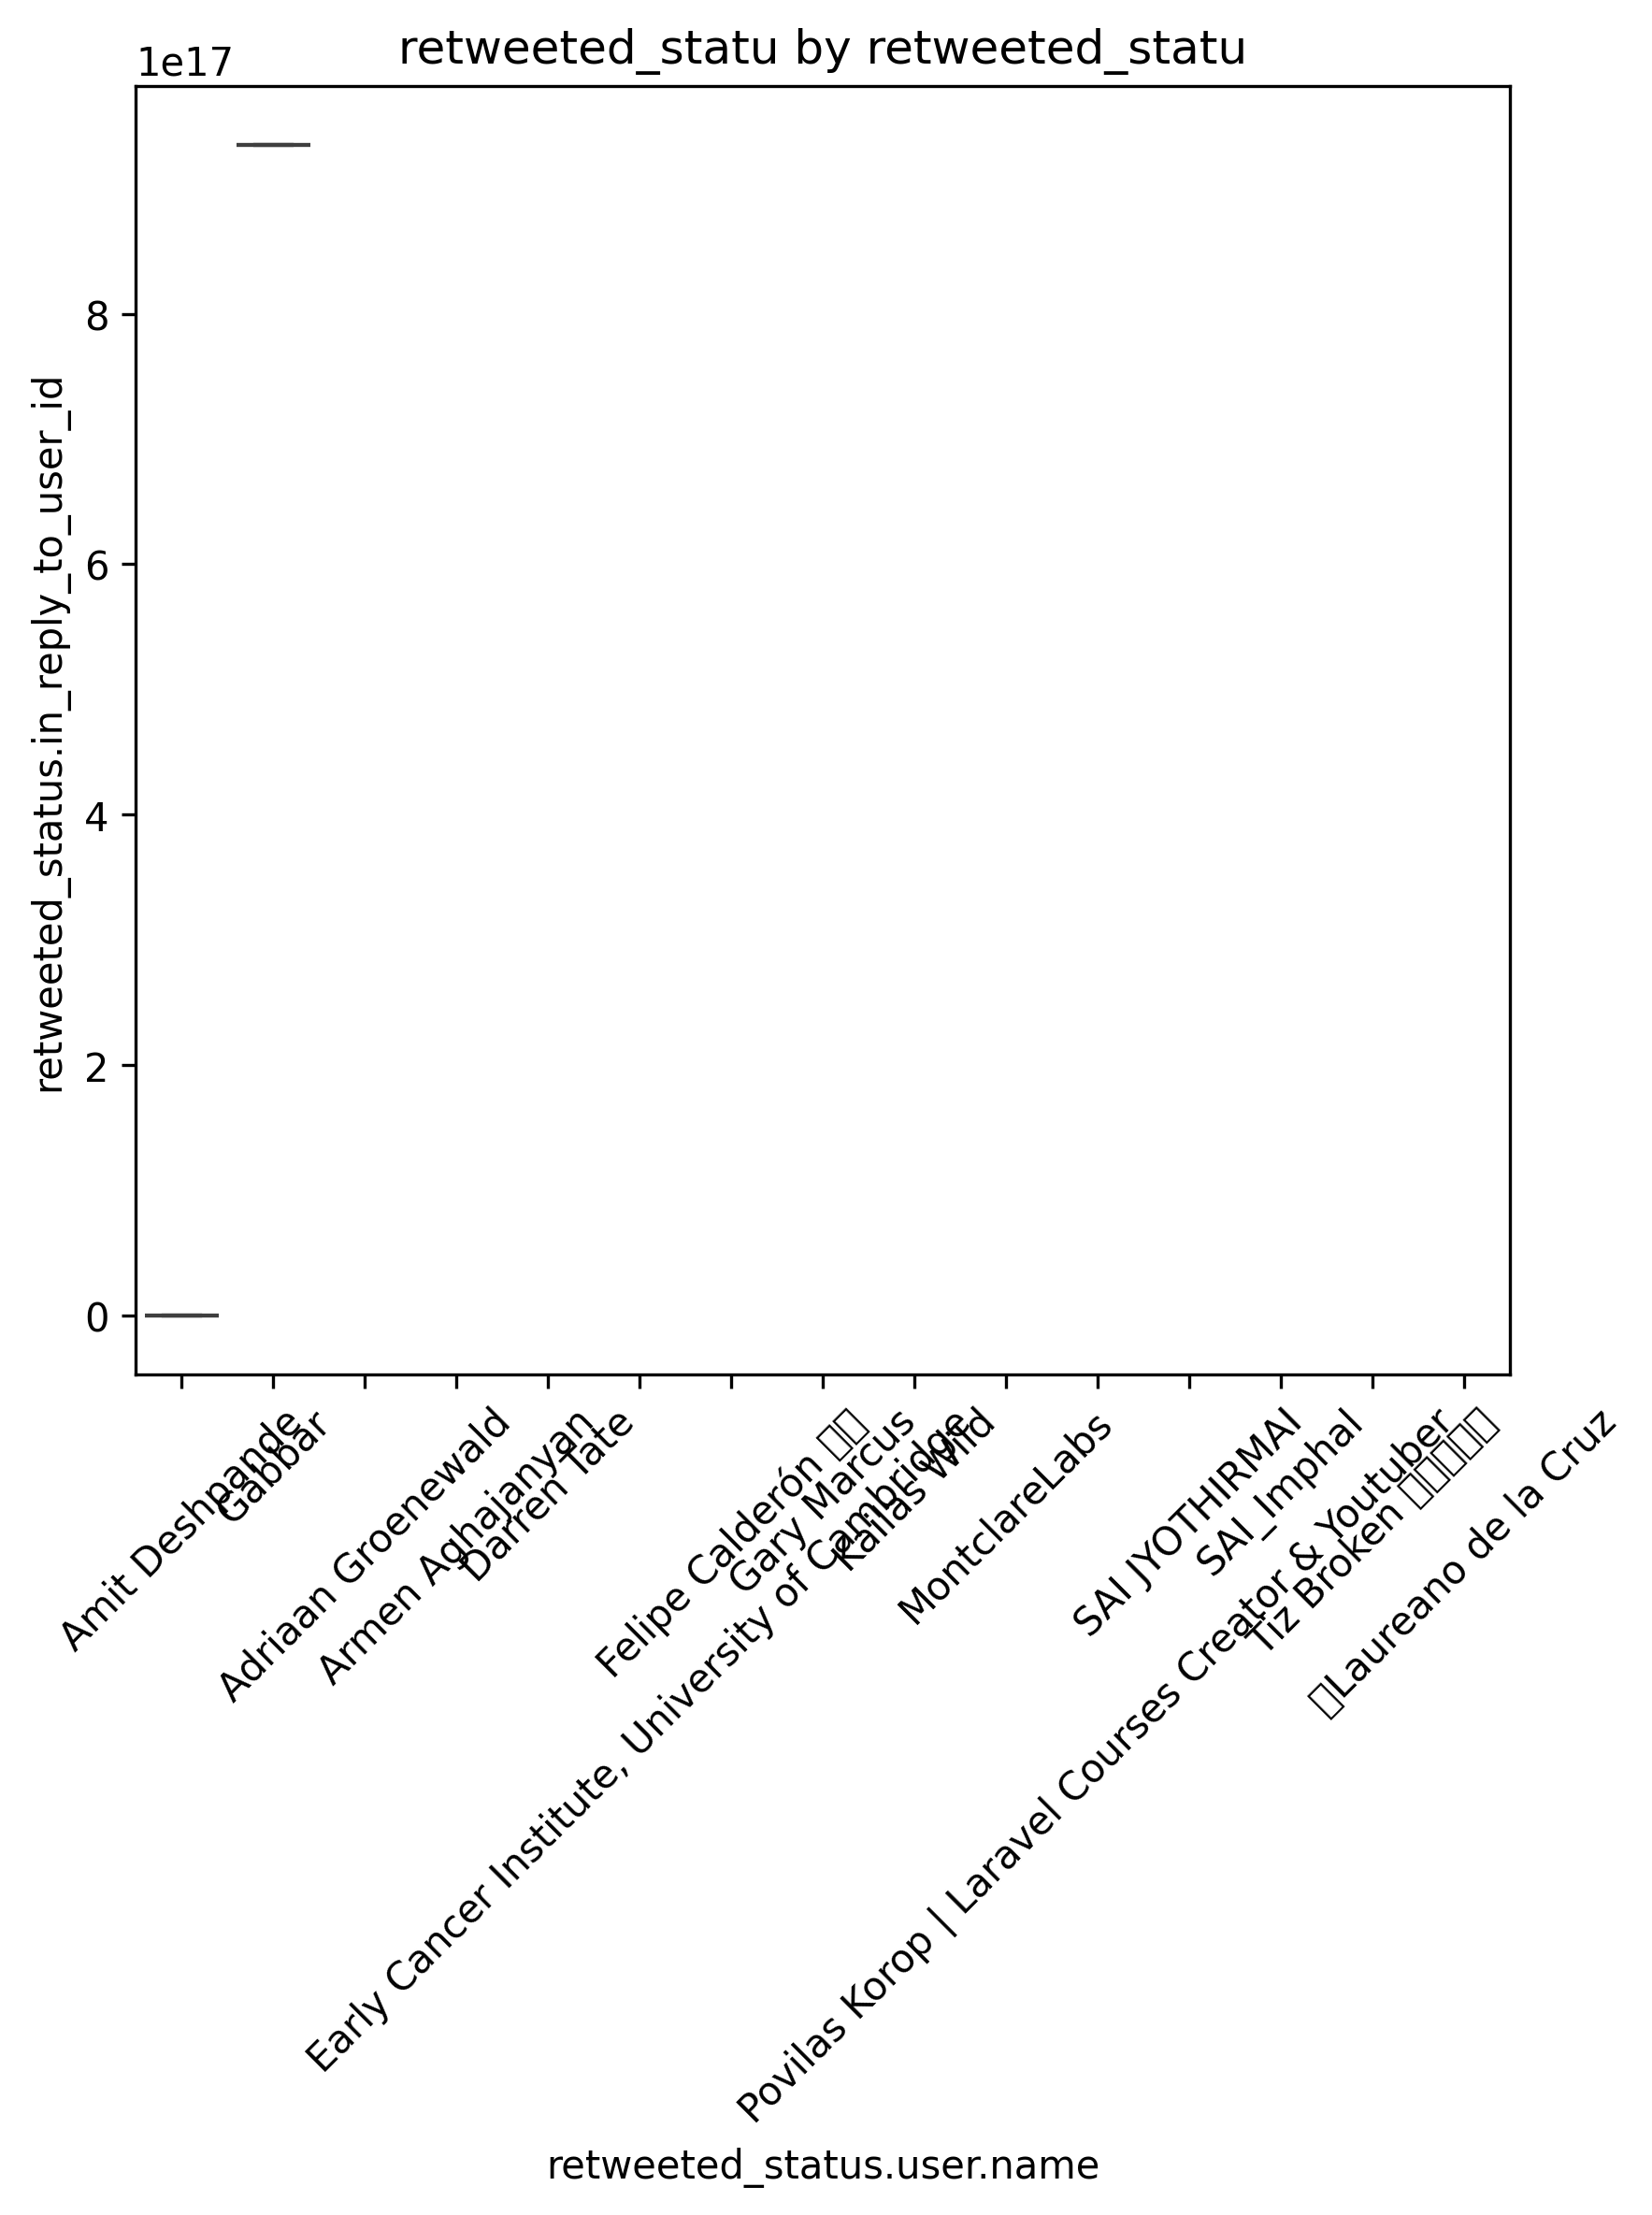 retweeted_statu by retweeted_statu
1e17
8
6
4
2
0
retweeted_status.in_reply_to_user_id
Amit Deshpande
Gabbar
Adriaan Groenewald
Armen Aghajanyan
Darren Tate
Early Cancer Institute, University of Cambridge
Felipe Calderón
Gary Marcus
Kailas Wild
MontclareLabs
Povilas Korop | Laravel Courses Creator & Youtuber
SAI JYOTHIRMAI
SAI_Imphal
Tiz Broken
Laureano de la Cruz
retweeted_status.user.name